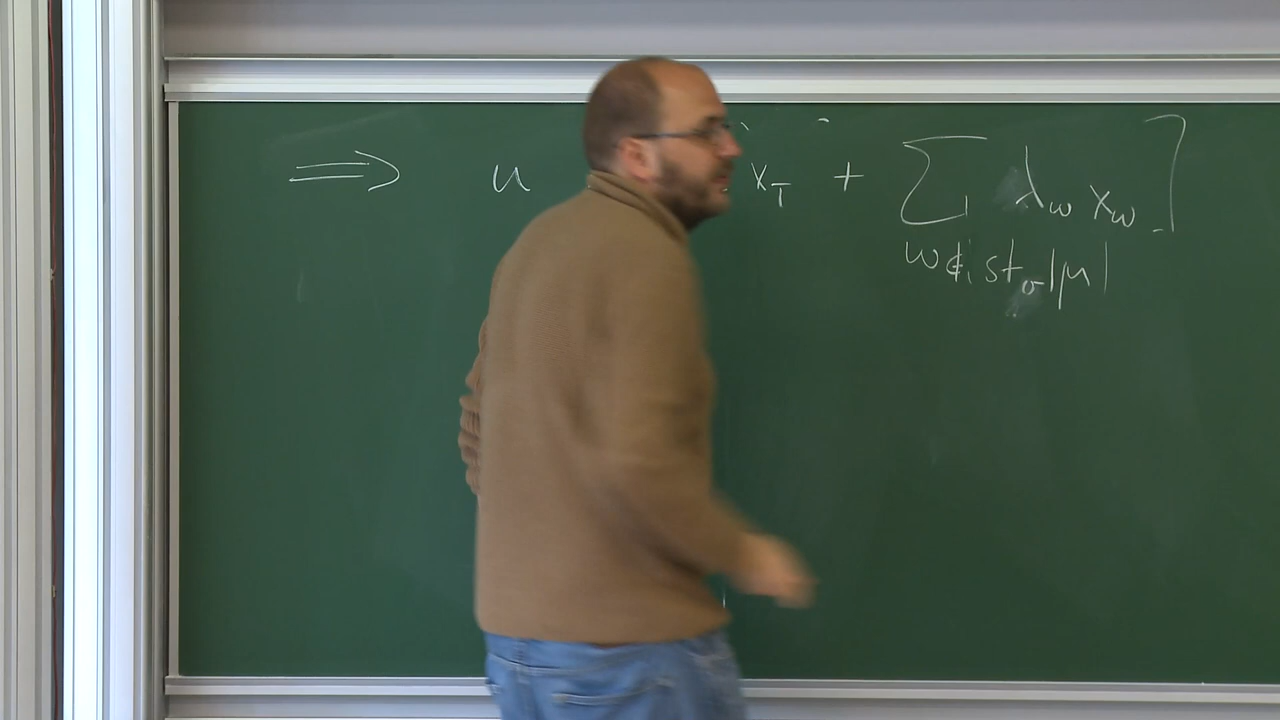 ⟹ u x_T + ∑ λ_w x_w ]
w ∉ st_σ |μ|